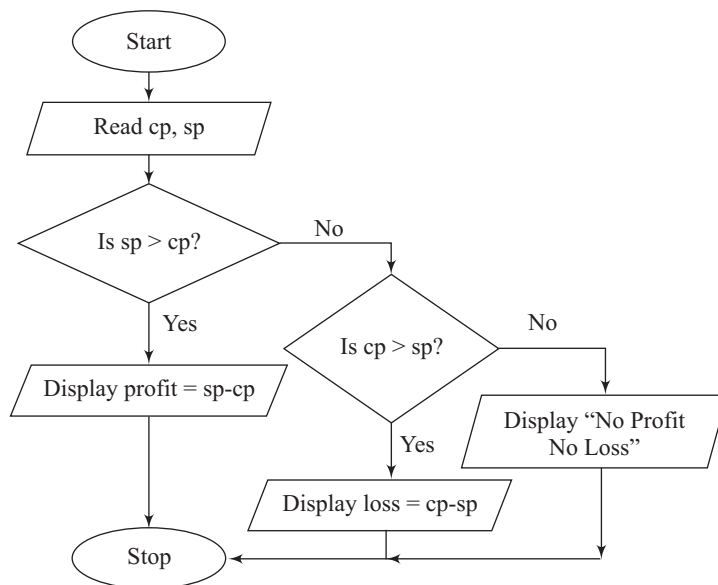 Start
Read cp, sp
Is sp > cp?
No
Yes
Is cp > sp?
No
Display profit = sp-cp
Display “No Profit
No Loss”
Yes
Display loss = cp-sp
Stop